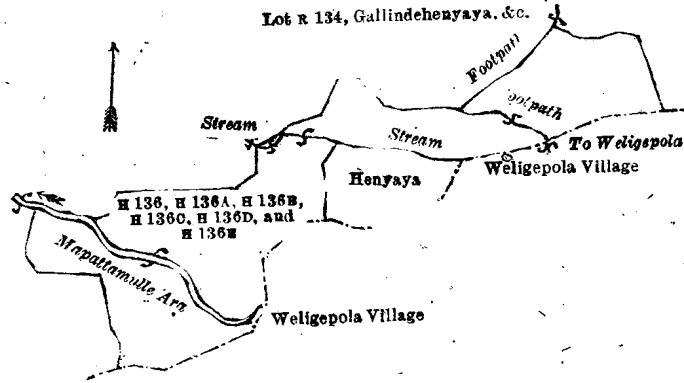 Lot R 134, Gallindehenyaya, &c.
Footpath
ootpath
Stream
Stream
To Weligepola
Weligepola Village
Henyaya
H 136, H 136A, H 136B,
H 136C, H 136D, and
H 136E
Mapattamulle Ara
Weligepola Village